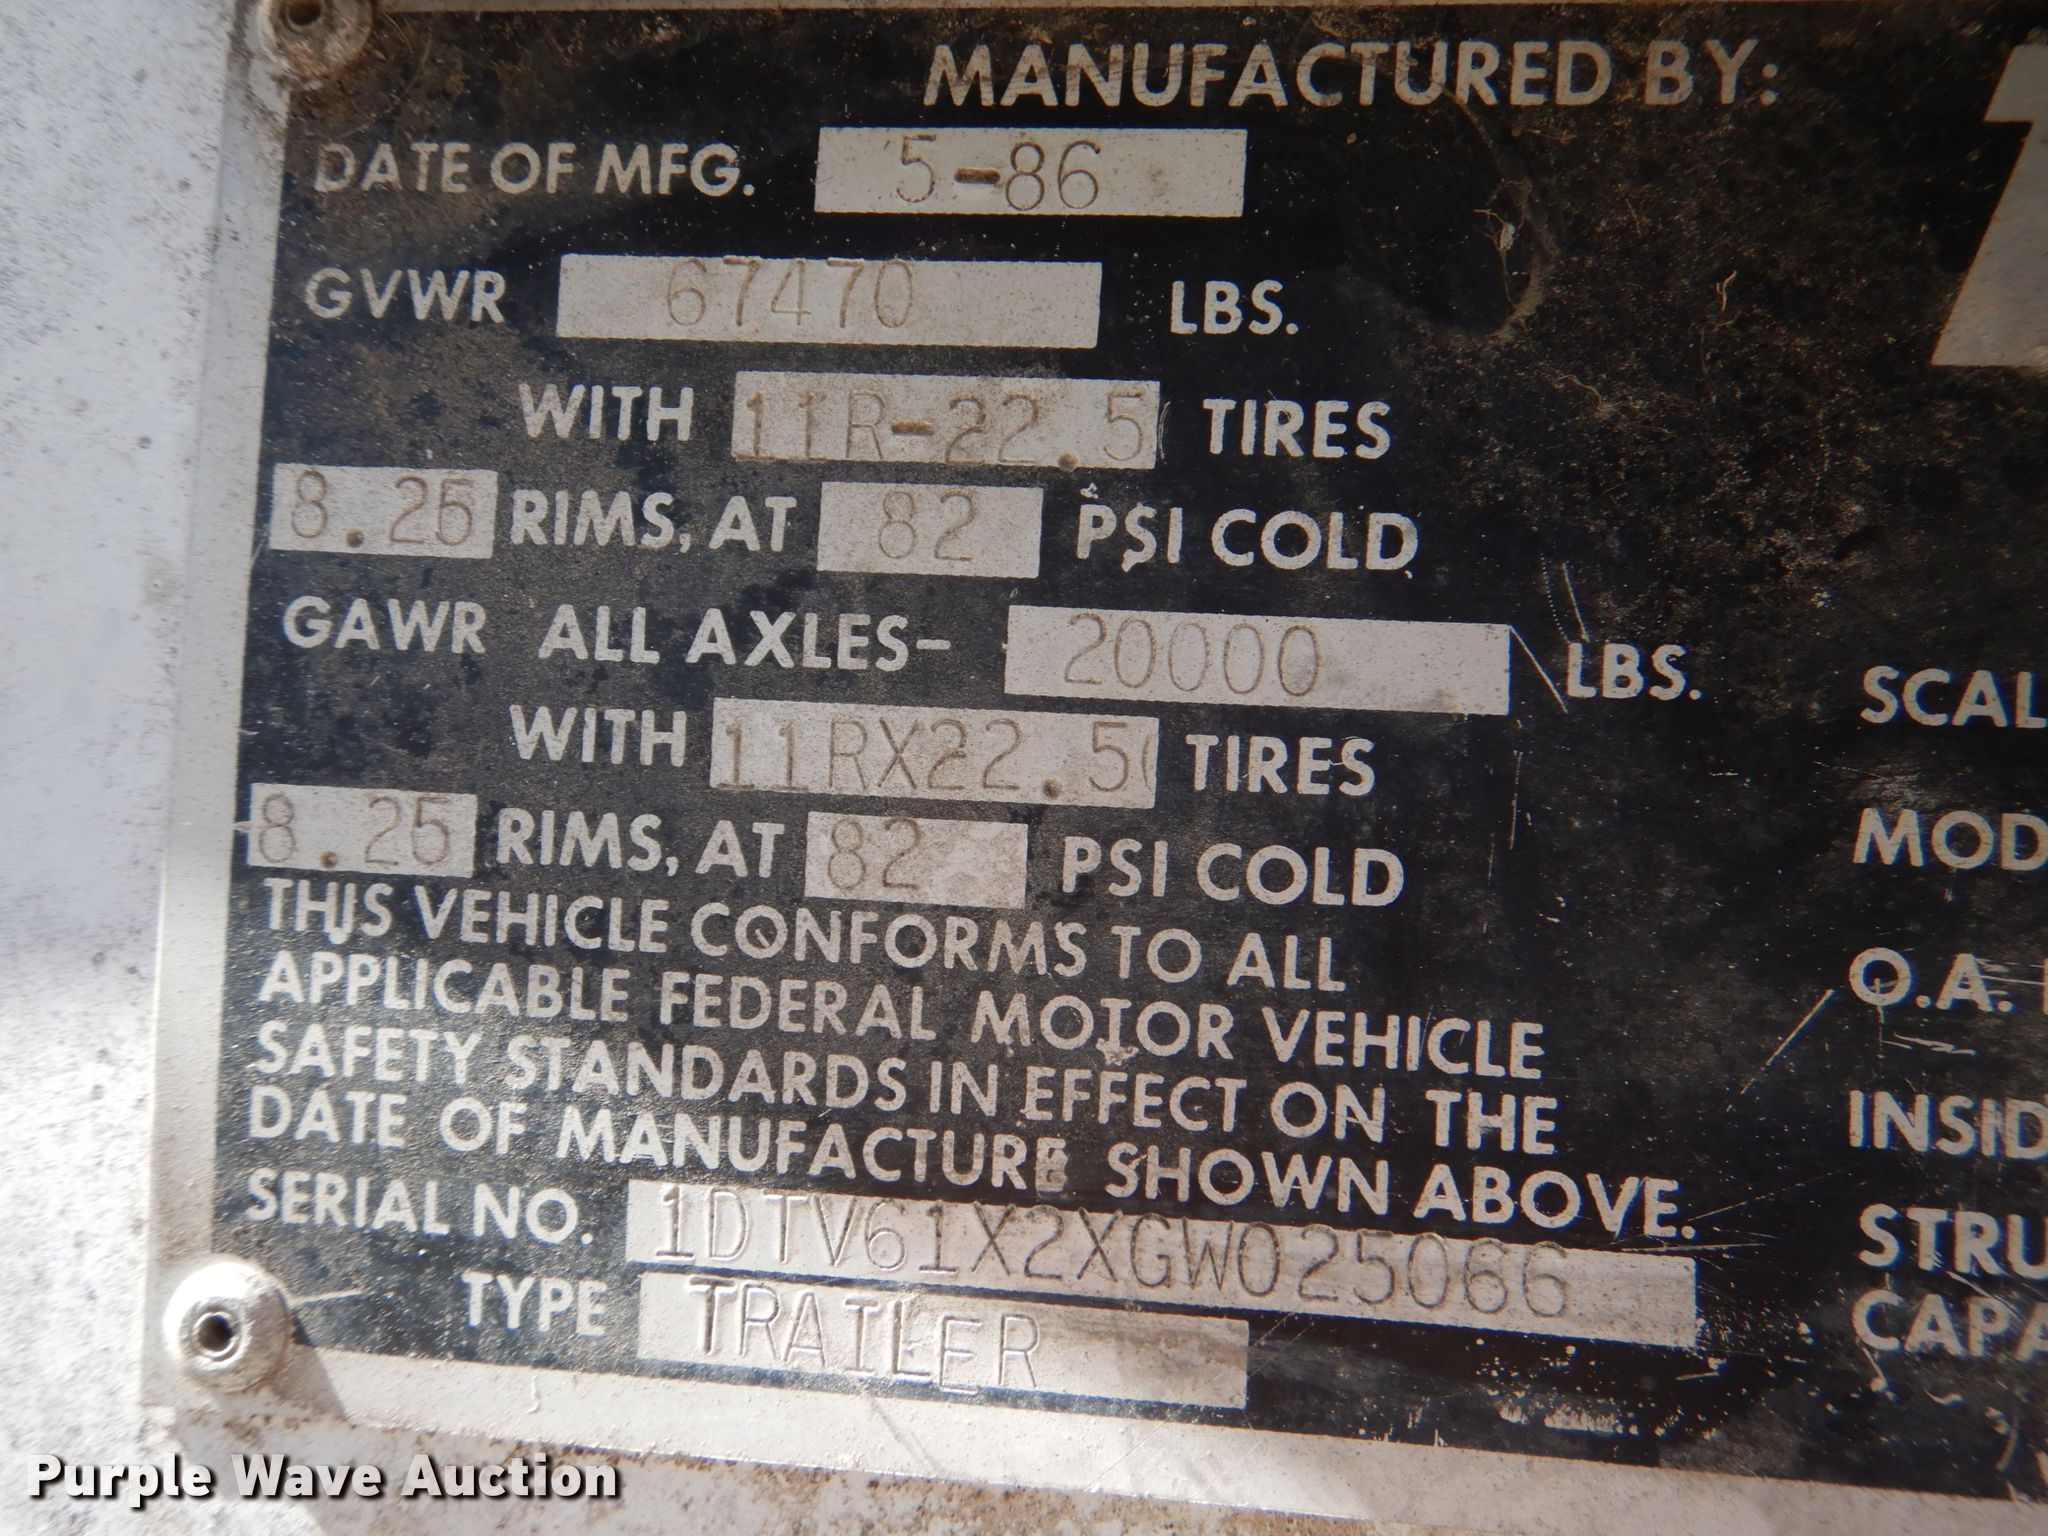 MANUFACTURED BY:
DATE OF MFG. 5-86
GVWR 67470 LBS.
WITH 11R-22.5 TIRES
8.25 RIMS, AT 82 PSI COLD
GAWR ALL AXLES- 20000 LBS.
WITH 11RX22.5 TIRES
8.25 RIMS, AT 82 PSI COLD
THIS VEHICLE CONFORMS TO ALL
APPLICABLE FEDERAL MOTOR VEHICLE
SAFETY STANDARDS IN EFFECT ON THE
DATE OF MANUFACTURE SHOWN ABOVE.
SERIAL NO. 1DTV61X2XGW025066
TYPE TRAILER
SCAL
MOD
O.A.
INSID
STRU
CAPA
Purple Wave Auction